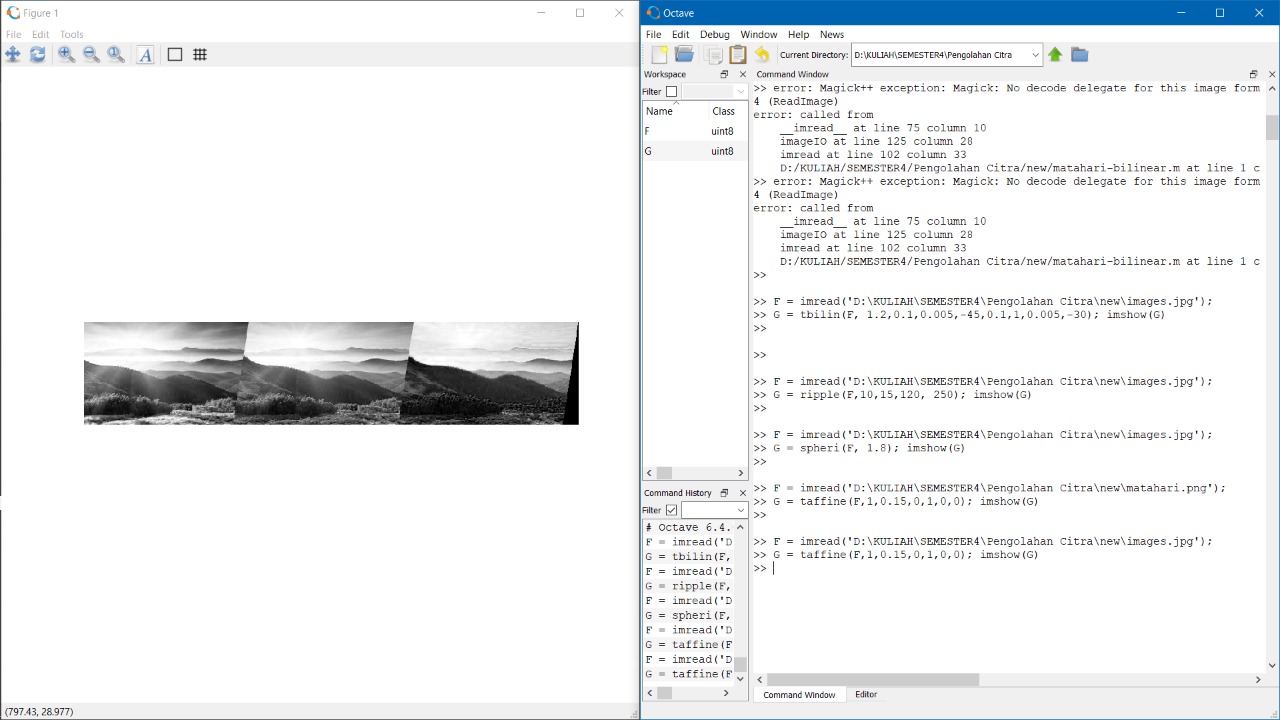 Figure 1
File Edit Tools
A
(797.43, 28.977)
Octave
File Edit Debug Window Help News
Current Directory: D:\KULIAH\SEMESTER4\Pengolahan Citra
Workspace
Filter
Name Class
F uint8
G uint8
Command History
Filter
# Octave 6.4.
F = imread('D
G = tbilin(F,
F = imread('D
G = ripple(F,
F = imread('D
G = spheri(F,
F = imread('D
G = taffine(F
F = imread('D
G = taffine(F
Command Window
>> error: Magick++ exception: Magick: No decode delegate for this image form
4 (ReadImage)
error: called from
__imread__ at line 75 column 10
imageIO at line 125 column 28
imread at line 102 column 33
D:/KULIAH/SEMESTER4/Pengolahan Citra/new/matahari-bilinear.m at line 1 c
>> error: Magick++ exception: Magick: No decode delegate for this image form
4 (ReadImage)
error: called from
__imread__ at line 75 column 10
imageIO at line 125 column 28
imread at line 102 column 33
D:/KULIAH/SEMESTER4/Pengolahan Citra/new/matahari-bilinear.m at line 1 c
>>
>> F = imread('D:\KULIAH\SEMESTER4\Pengolahan Citra\new\images.jpg');
>> G = tbilin(F, 1.2,0.1,0.005,-45,0.1,1,0.005,-30); imshow(G)
>>
>>
>> F = imread('D:\KULIAH\SEMESTER4\Pengolahan Citra\new\images.jpg');
>> G = ripple(F,10,15,120, 250); imshow(G)
>>
>> F = imread('D:\KULIAH\SEMESTER4\Pengolahan Citra\new\images.jpg');
>> G = spheri(F, 1.8); imshow(G)
>>
>> F = imread('D:\KULIAH\SEMESTER4\Pengolahan Citra\new\matahari.png');
>> G = taffine(F,1,0.15,0,1,0,0); imshow(G)
>>
>> F = imread('D:\KULIAH\SEMESTER4\Pengolahan Citra\new\images.jpg');
>> G = taffine(F,1,0.15,0,1,0,0); imshow(G)
>>
Command Window Editor